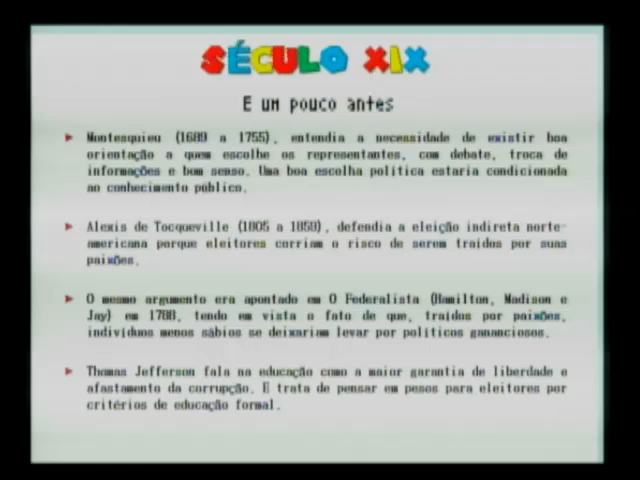 SÉCULO XIX
E um pouco antes
Montesquieu (1689 a 1755), entendia a necessidade de existir boa
orientação a quem escolhe os representantes, com debate, troca de
informações e bom senso. Uma boa escolha política estaria condicionada
ao conhecimento público.
Alexis de Tocqueville (1805 a 1859), defendia a eleição indireta norte-
americana porque eleitores corriam o risco de serem traídos por suas
paixões.
O mesmo argumento era apontado em O Federalista (Hamilton, Madison e
Jay) em 1788, tendo em vista o fato de que, traídos por paixões,
indivíduos menos sábios se deixariam levar por políticos gananciosos.
Thomas Jefferson fala na educação como a maior garantia de liberdade e
afastamento da corrupção. E trata de pensar em pesos para eleitores por
critérios de educação formal.